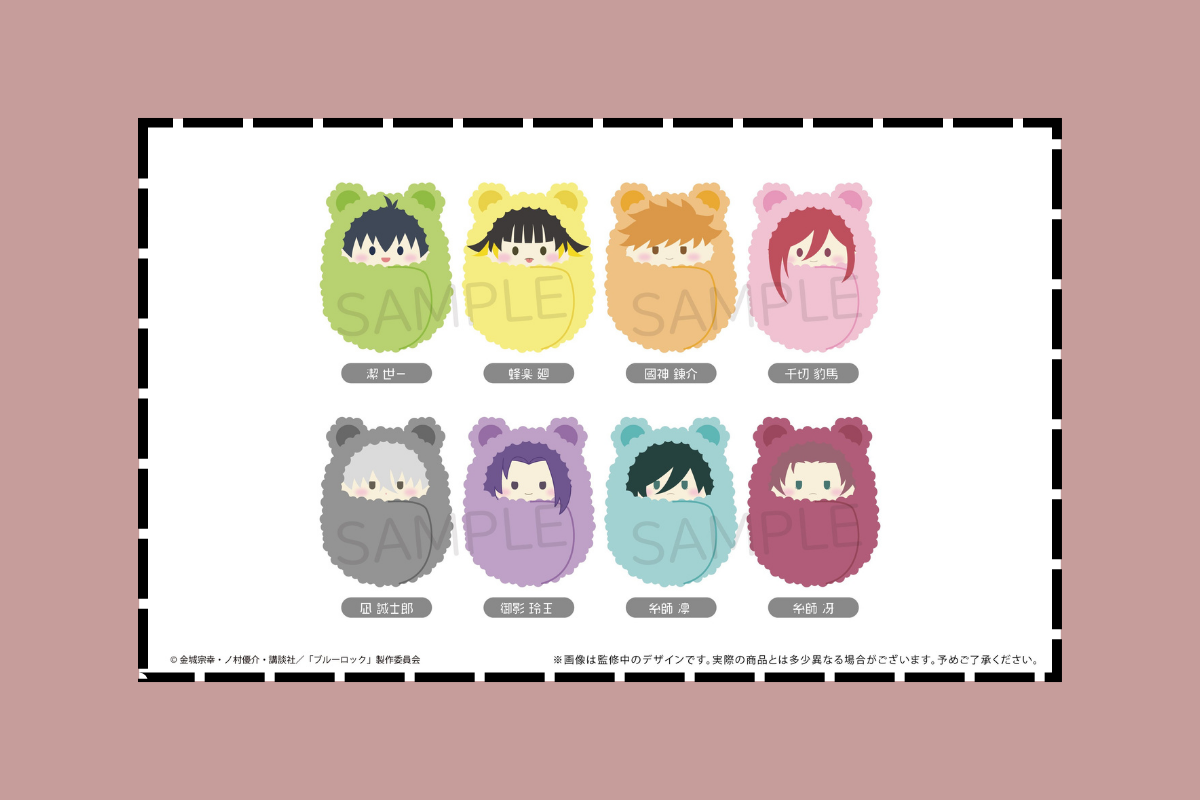 SAMPLE SAMPLE
潔 世一 蜂楽 廻 國神 錬介 千切 豹馬
SAMPLE SAMPLE
凪 誠士郎 御影 玲王 糸師 凛 糸師 冴
© 金城宗幸・ノ村優介・講談社／「ブルーロック」製作委員会
※画像は監修中のデザインです。実際の商品とは多少異なる場合がございます。予めご了承ください。